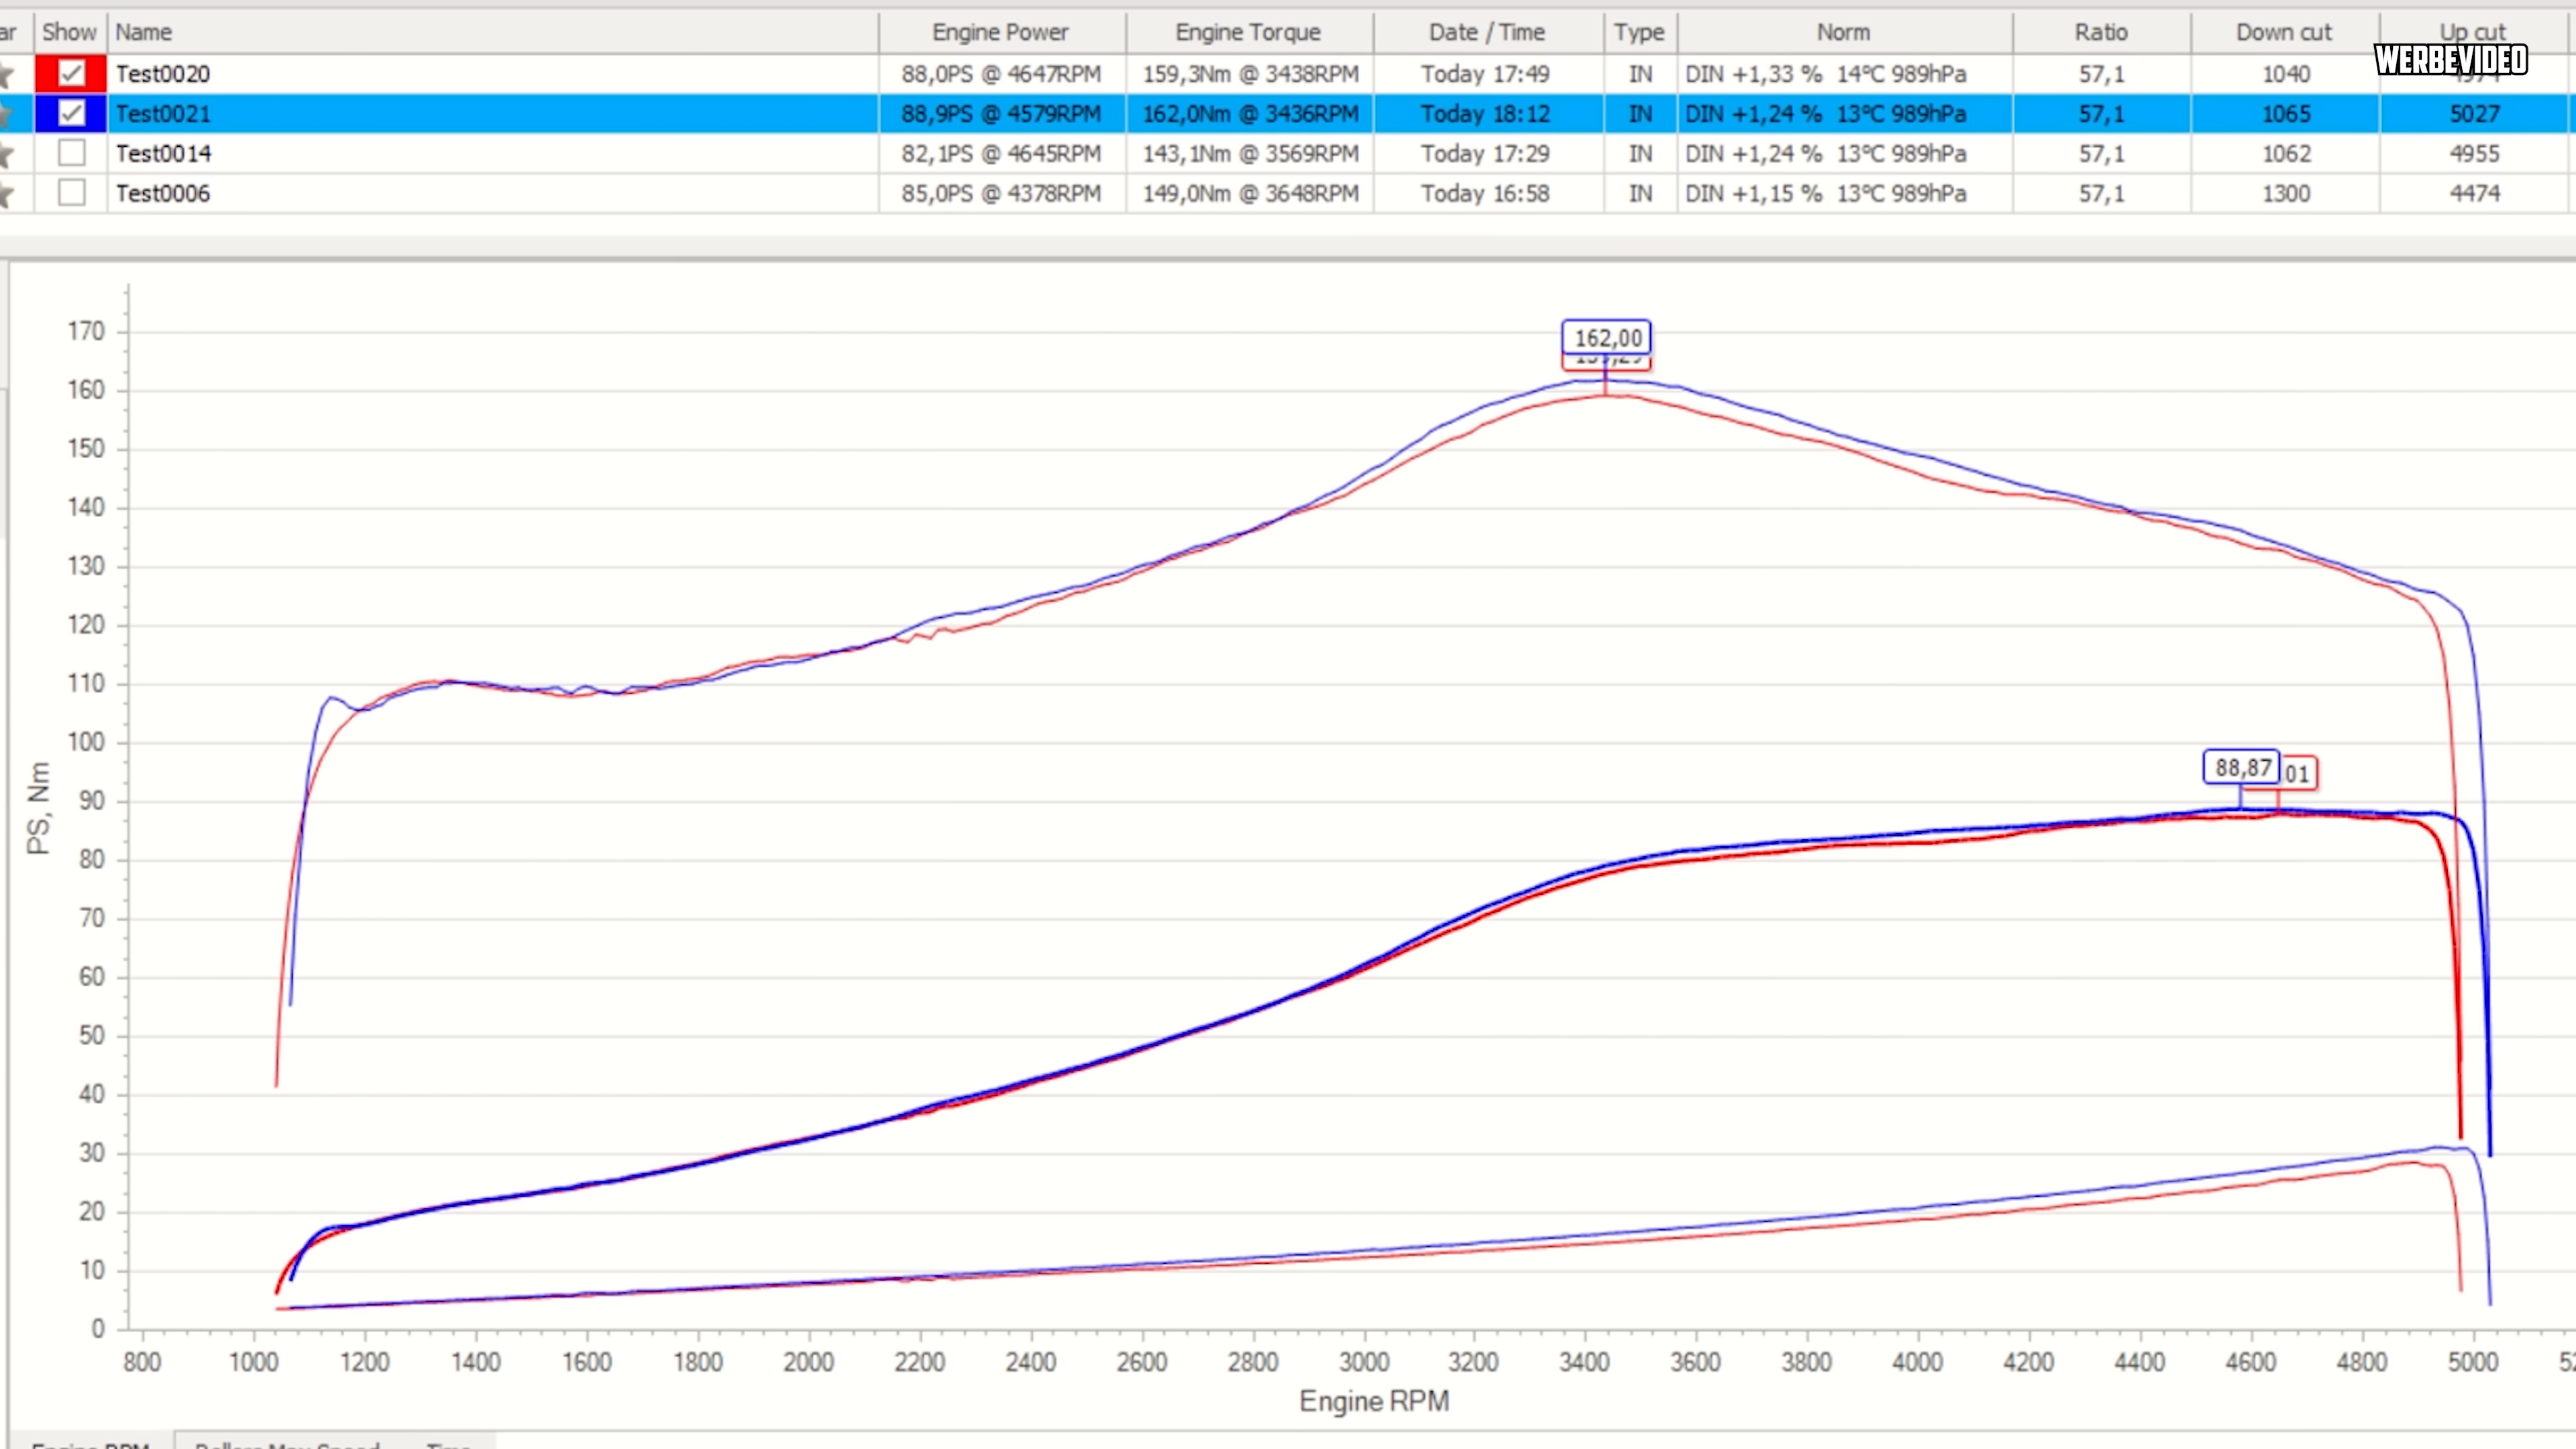 ar Show Name Engine Power Engine Torque Date / Time Type Norm Ratio Down cut Up cut
WERBEVIDEO
Test0020 88,0PS @ 4647RPM 159,3Nm @ 3438RPM Today 17:49 IN DIN +1,33 % 14°C 989hPa 57,1 1040
Test0021 88,9PS @ 4579RPM 162,0Nm @ 3436RPM Today 18:12 IN DIN +1,24 % 13°C 989hPa 57,1 1065 5027
Test0014 82,1PS @ 4645RPM 143,1Nm @ 3569RPM Today 17:29 IN DIN +1,24 % 13°C 989hPa 57,1 1062 4955
Test0006 85,0PS @ 4378RPM 149,0Nm @ 3648RPM Today 16:58 IN DIN +1,15 % 13°C 989hPa 57,1 1300 4474
162,00
170
160
150
140
130
120
110
100
88,87 01
90
80
70
60
50
40
30
20
10
0
PS, Nm
800 1000 1200 1400 1600 1800 2000 2200 2400 2600 2800 3000 3200 3400 3600 3800 4000 4200 4400 4600 4800 5000
Engine RPM
Engine RPM Rollers Max Speed Time